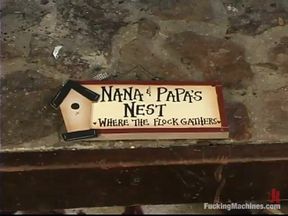 NANA & PAPA'S
NEST
WHERE THE FLOCK GATHERS
FuckingMachines.com